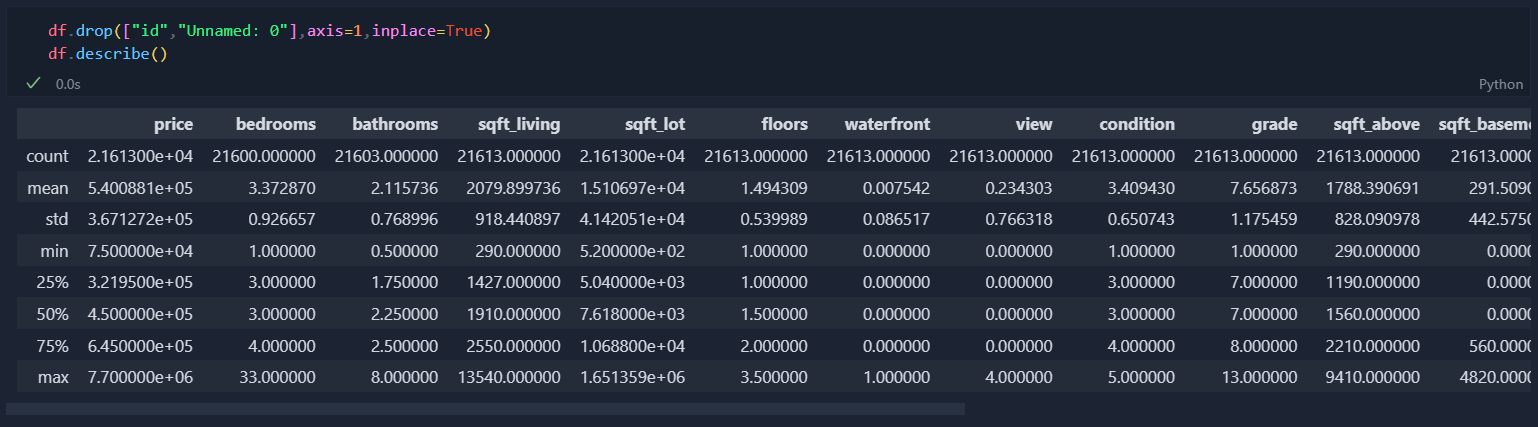 df.drop(["id","Unnamed: 0"],axis=1,inplace=True)
df.describe()
0.0s
Python
price bedrooms bathrooms sqft_living sqft_lot floors waterfront view condition grade sqft_above sqft_baseme
count 2.161300e+04 21600.000000 21603.000000 21613.000000 2.161300e+04 21613.000000 21613.000000 21613.000000 21613.000000 21613.000000 21613.000000 21613.0000
mean 5.400881e+05 3.372870 2.115736 2079.899736 1.510697e+04 1.494309 0.007542 0.234303 3.409430 7.656873 1788.390691 291.5090
std 3.671272e+05 0.926657 0.768996 918.440897 4.142051e+04 0.539989 0.086517 0.766318 0.650743 1.175459 828.090978 442.5750
min 7.500000e+04 1.000000 0.500000 290.000000 5.200000e+02 1.000000 0.000000 0.000000 1.000000 1.000000 290.000000 0.0000
25% 3.219500e+05 3.000000 1.750000 1427.000000 5.040000e+03 1.000000 0.000000 0.000000 3.000000 7.000000 1190.000000 0.0000
50% 4.500000e+05 3.000000 2.250000 1910.000000 7.618000e+03 1.500000 0.000000 0.000000 3.000000 7.000000 1560.000000 0.0000
75% 6.450000e+05 4.000000 2.500000 2550.000000 1.068800e+04 2.000000 0.000000 0.000000 4.000000 8.000000 2210.000000 560.0000
max 7.700000e+06 33.000000 8.000000 13540.000000 1.651359e+06 3.500000 1.000000 4.000000 5.000000 13.000000 9410.000000 4820.0000